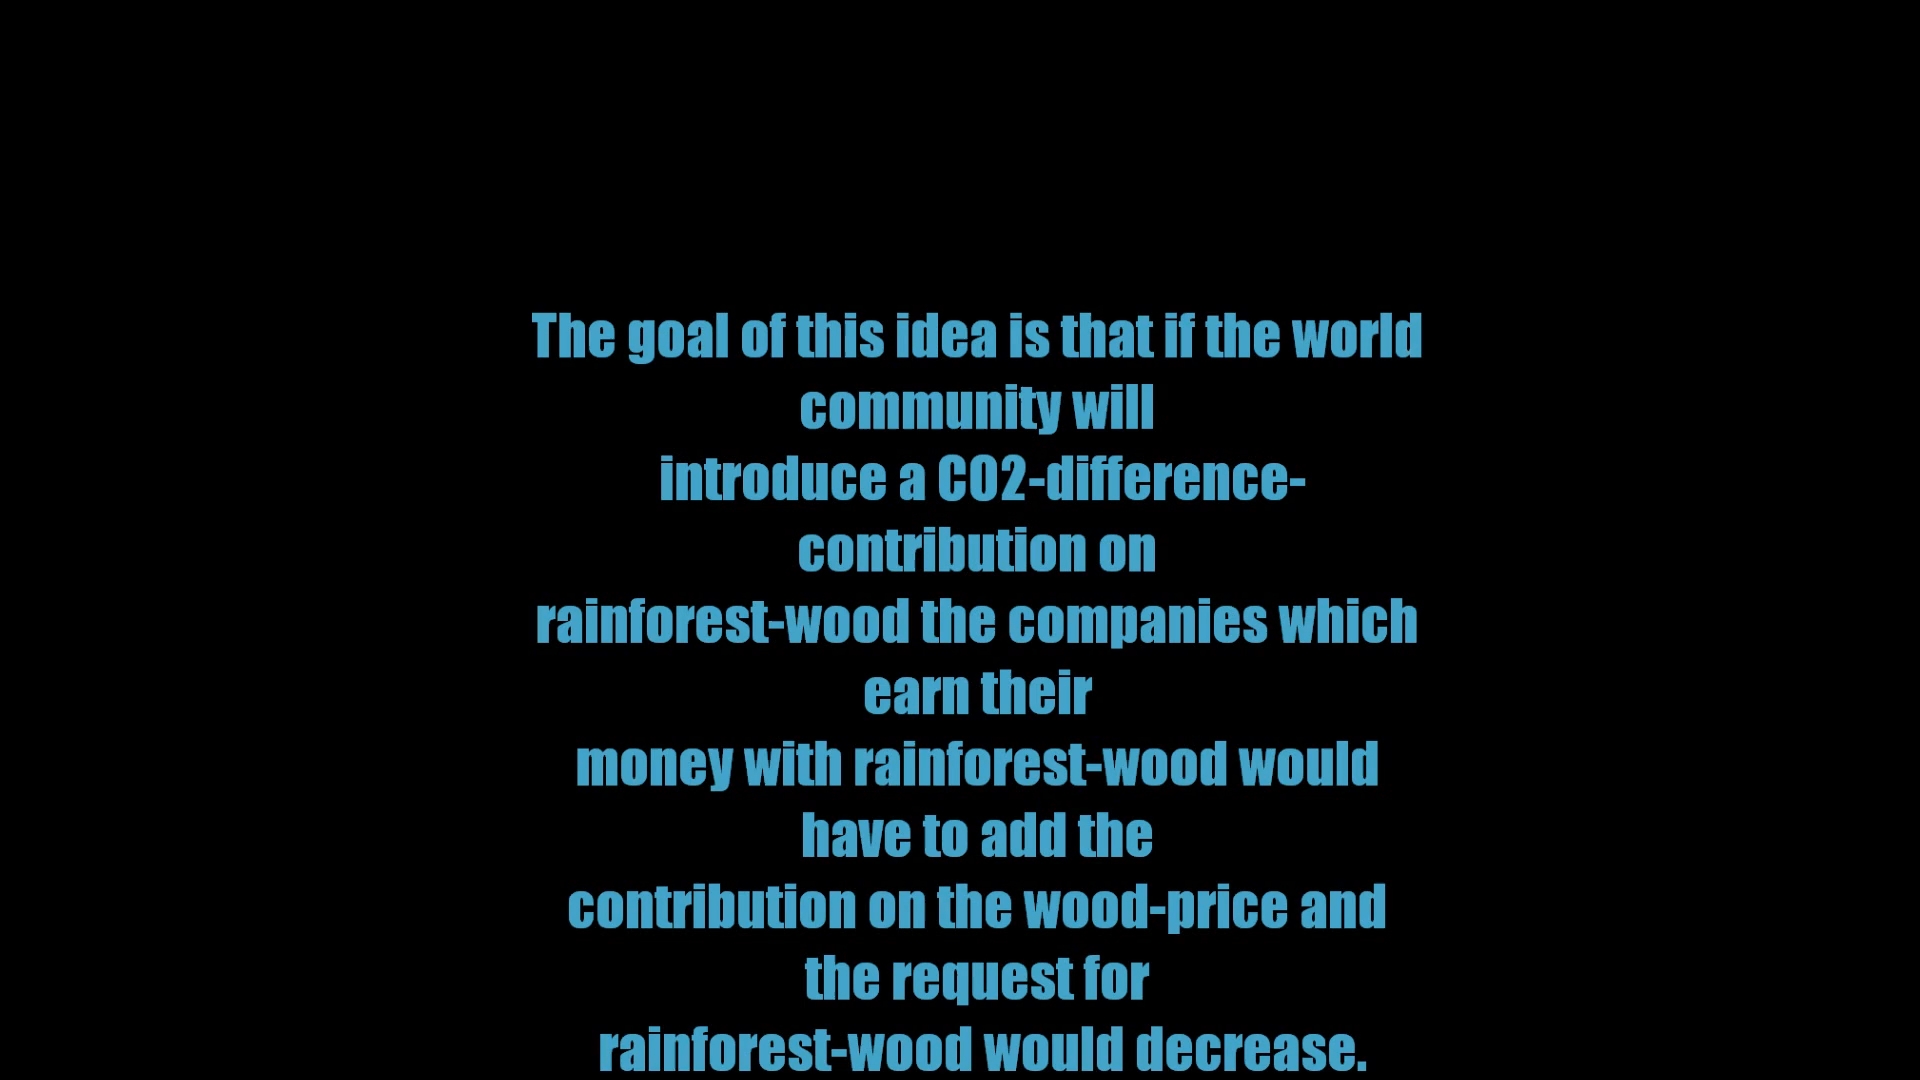 The goal of this idea is that if the world
community will
introduce a CO2-difference-
contribution on
rainforest-wood the companies which
earn their
money with rainforest-wood would
have to add the
contribution on the wood-price and
the request for
rainforest-wood would decrease.